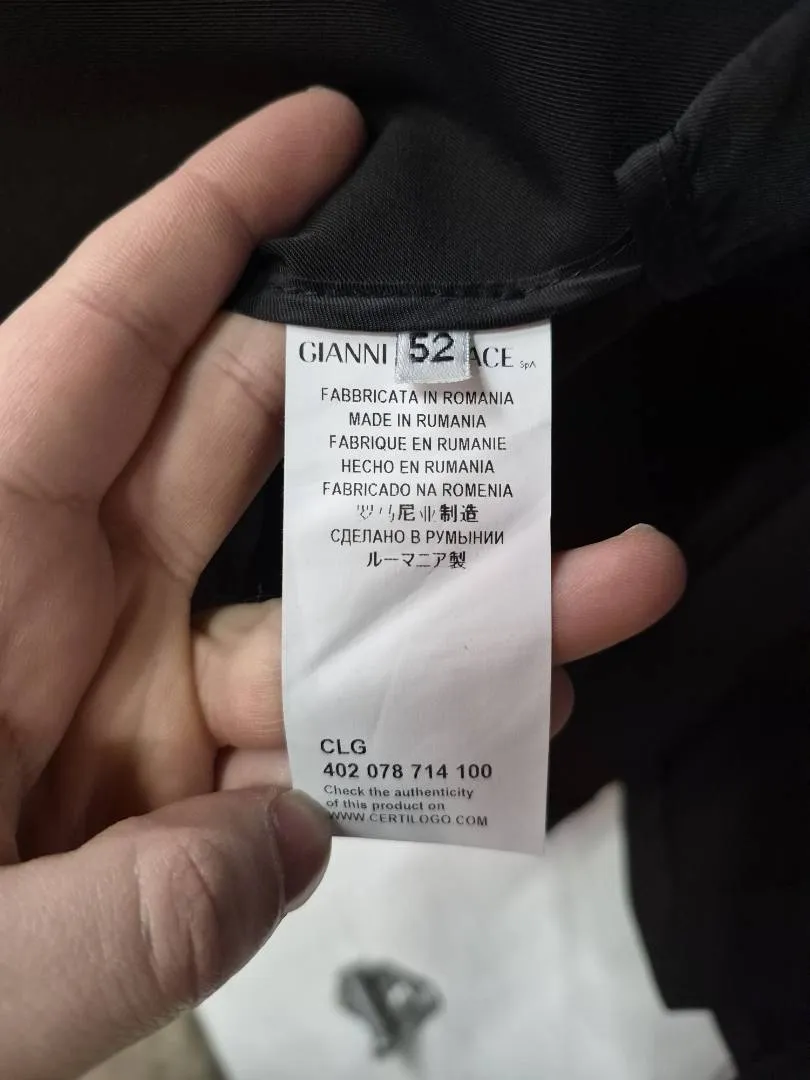 GIANNI 52 ACE SpA
FABBRICATA IN ROMANIA
MADE IN RUMANIA
FABRIQUE EN RUMANIE
HECHO EN RUMANIA
FABRICADO NA ROMENIA
罗马尼亚制造
СДЕЛАНО В РУМЫНИИ
ルーマニア製
CLG
402 078 714 100
Check the authenticity
of this product on
WWW.CERTILOGO.COM